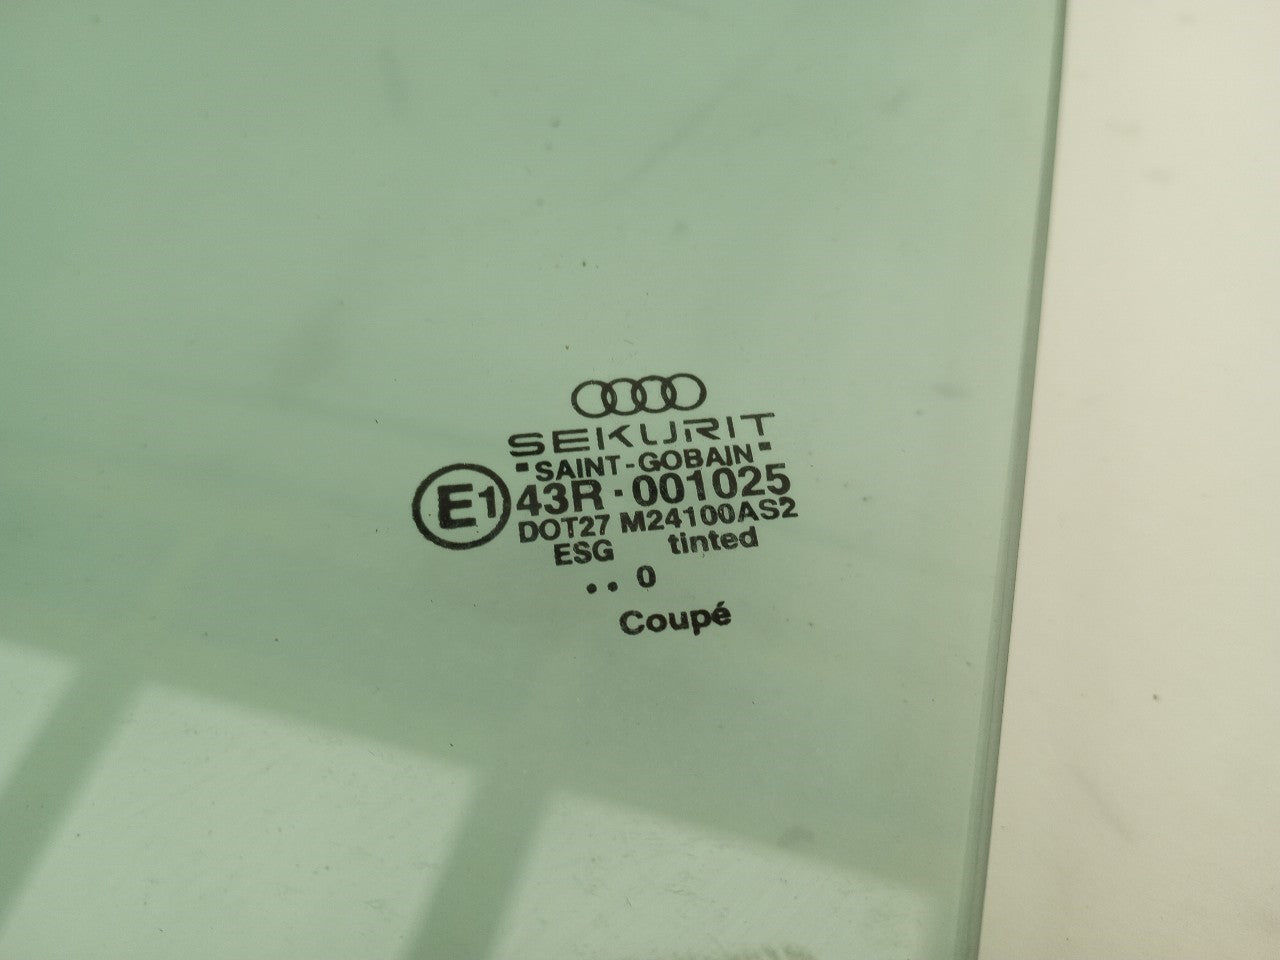 SEKURIT
"SAINT-GOBAIN"
E1 43R·001025
DOT27 M24100AS2
ESG tinted
.. 0
Coupé